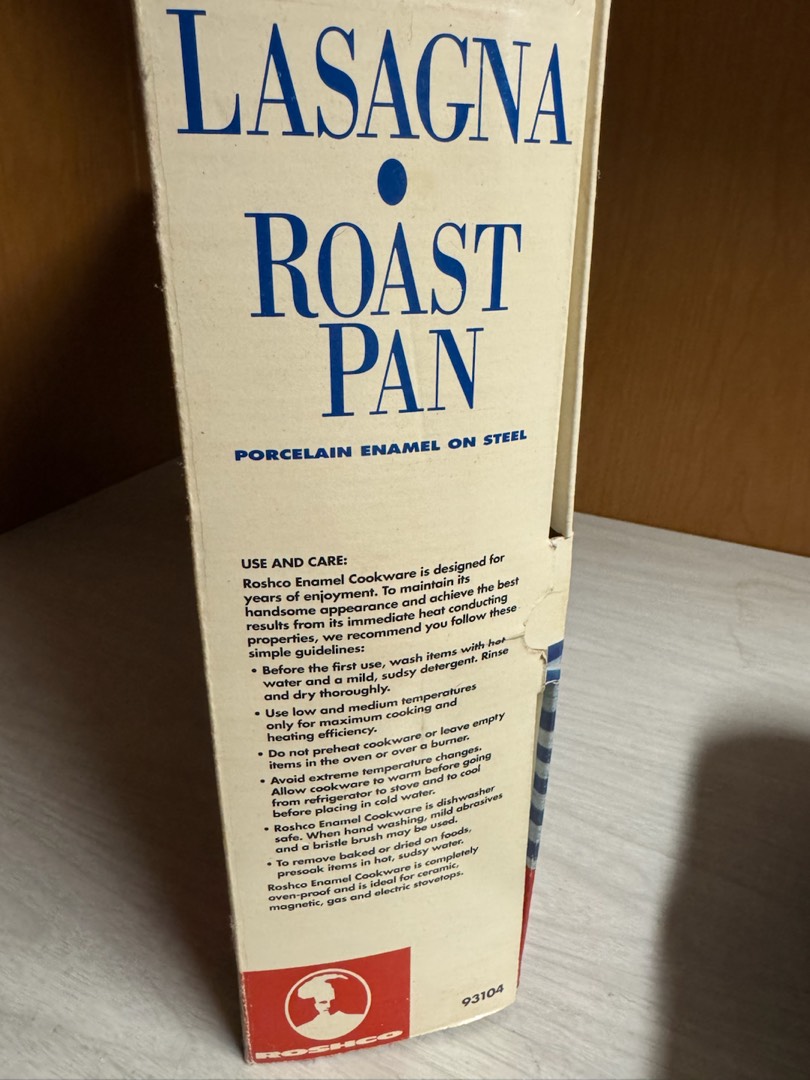 LASAGNA
•
ROAST
PAN
PORCELAIN ENAMEL ON STEEL
USE AND CARE:
Roshco Enamel Cookware is designed for
years of enjoyment. To maintain its
handsome appearance and achieve the best
results from its immediate heat conducting
properties, we recommend you follow these
simple guidelines:
• Before the first use, wash items with hot
water and a mild, sudsy detergent. Rinse
and dry thoroughly.
• Use low and medium temperatures
only for maximum cooking and
heating efficiency.
• Do not preheat cookware or leave empty
items in the oven or over a burner.
• Avoid extreme temperature changes.
Allow cookware to warm before going
from refrigerator to stove and to cool
before placing in cold water.
• Roshco Enamel Cookware is dishwasher
safe. When hand washing, mild abrasives
and a bristle brush may be used.
• To remove baked or dried on foods,
presoak items in hot, sudsy water.
Roshco Enamel Cookware is completely
oven-proof and is ideal for ceramic,
magnetic, gas and electric stovetops.
93104
ROSHCO